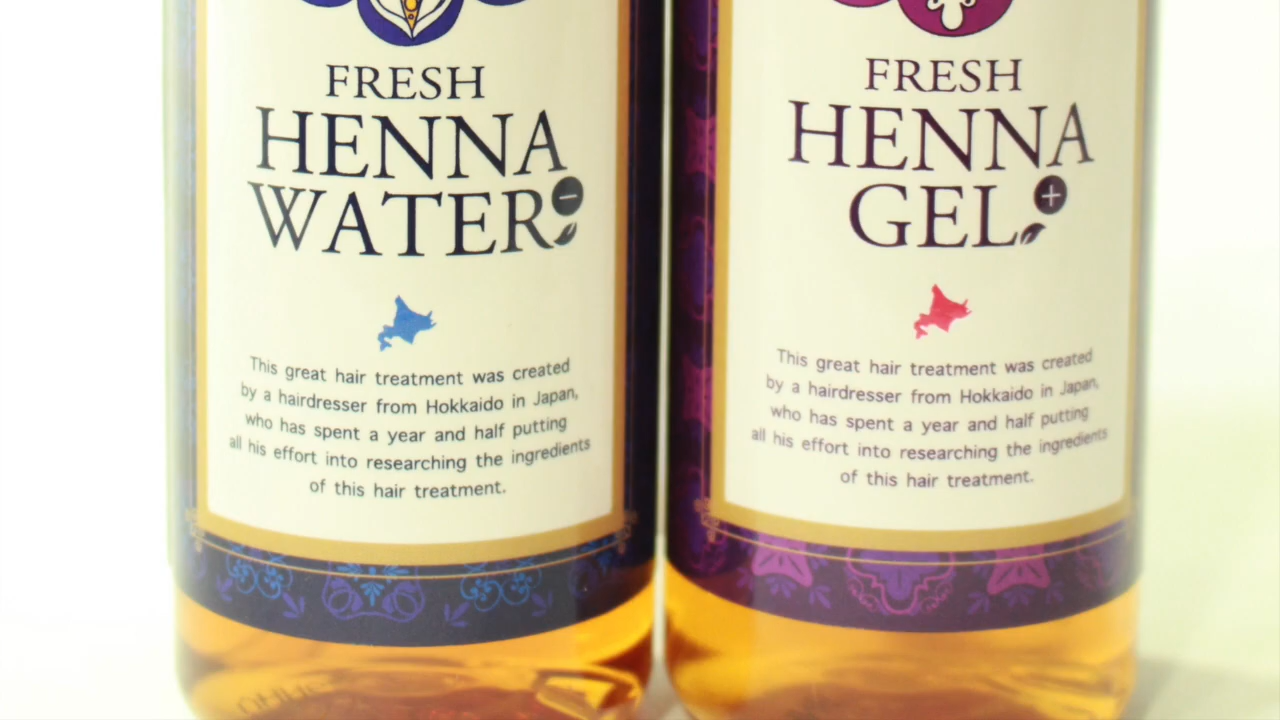 FRESH
HENNA
WATER
This great hair treatment was created
by a hairdresser from Hokkaido in Japan,
who has spent a year and half putting
all his effort into researching the ingredients
of this hair treatment.
FRESH
HENNA
GEL
This great hair treatment was created
by a hairdresser from Hokkaido in Japan,
who has spent a year and half putting
all his effort into researching the ingredients
of this hair treatment.